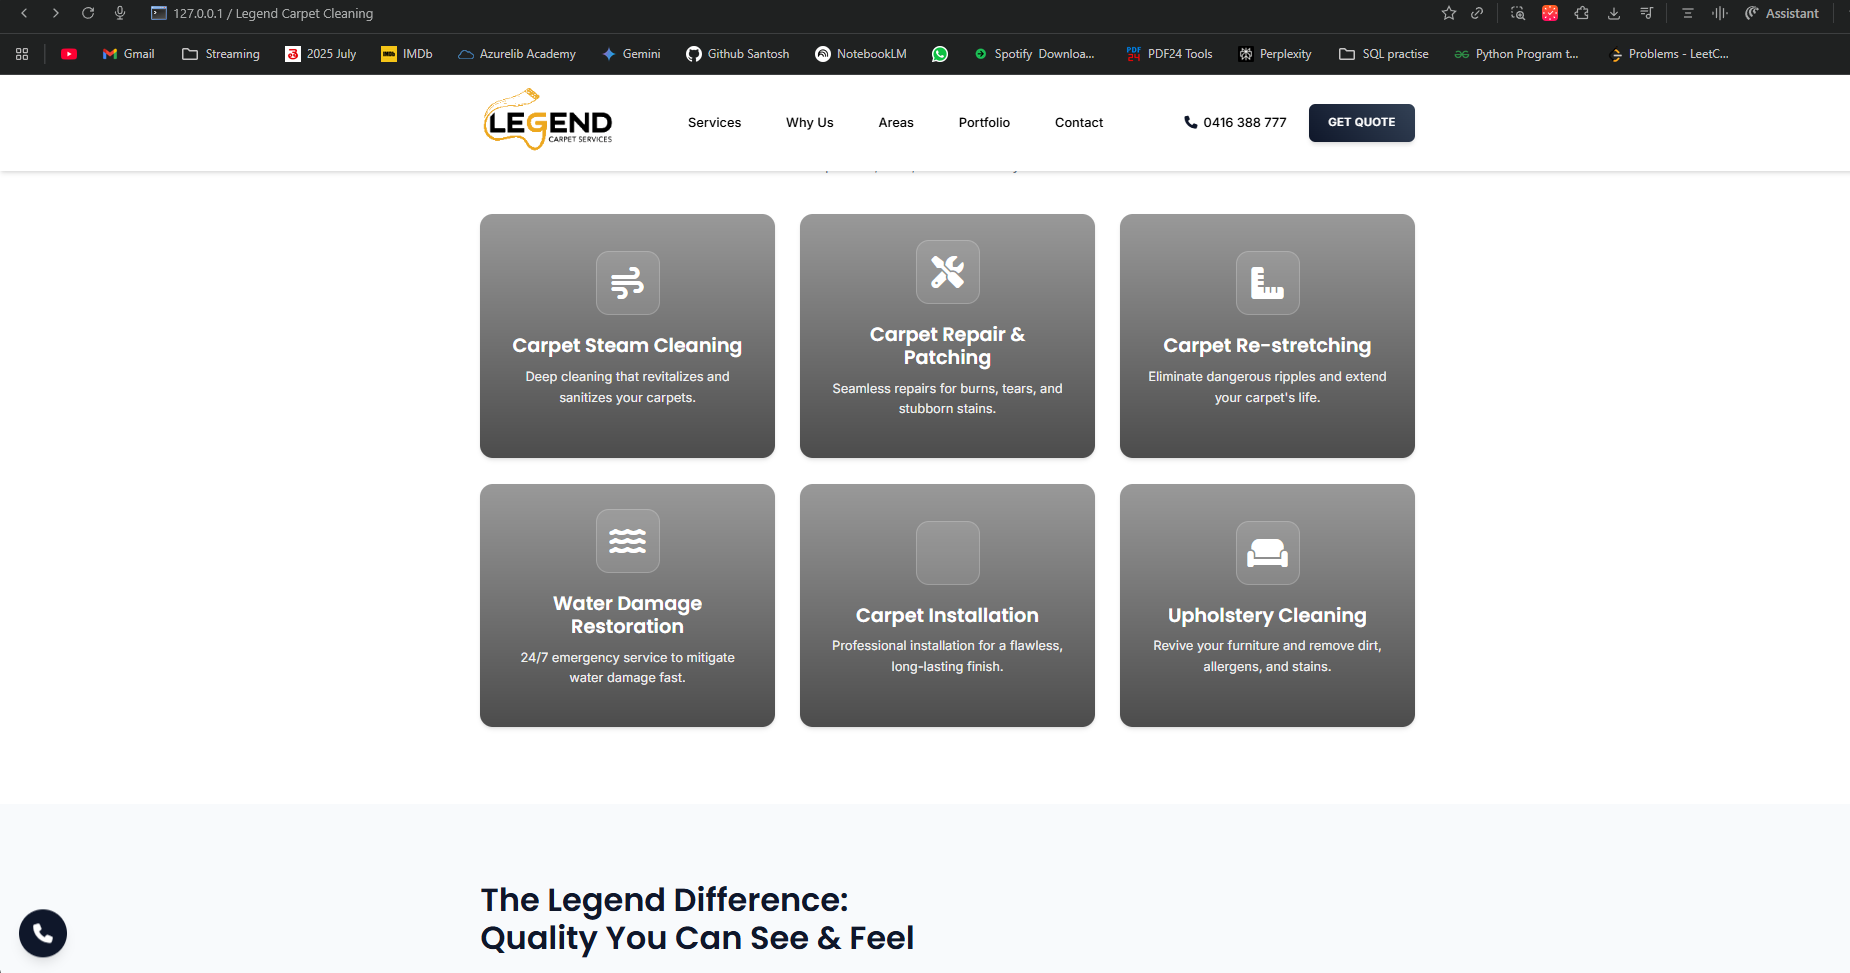 127.0.0.1 / Legend Carpet Cleaning
Assistant
Gmail
Streaming
2025 July
IMDb
Azurelib Academy
Gemini
Github Santosh
NotebookLM
Spotify Downloa...
PDF24 Tools
Perplexity
SQL practise
Python Program t...
Problems - LeetC...
LEGEND
CARPET SERVICES
Services
Why Us
Areas
Portfolio
Contact
0416 388 777
GET QUOTE
Carpet Steam Cleaning
Deep cleaning that revitalizes and
sanitizes your carpets.
Carpet Repair &
Patching
Seamless repairs for burns, tears, and
stubborn stains.
Carpet Re-stretching
Eliminate dangerous ripples and extend
your carpet's life.
Water Damage
Restoration
24/7 emergency service to mitigate
water damage fast.
Carpet Installation
Professional installation for a flawless,
long-lasting finish.
Upholstery Cleaning
Revive your furniture and remove dirt,
allergens, and stains.
The Legend Difference:
Quality You Can See & Feel